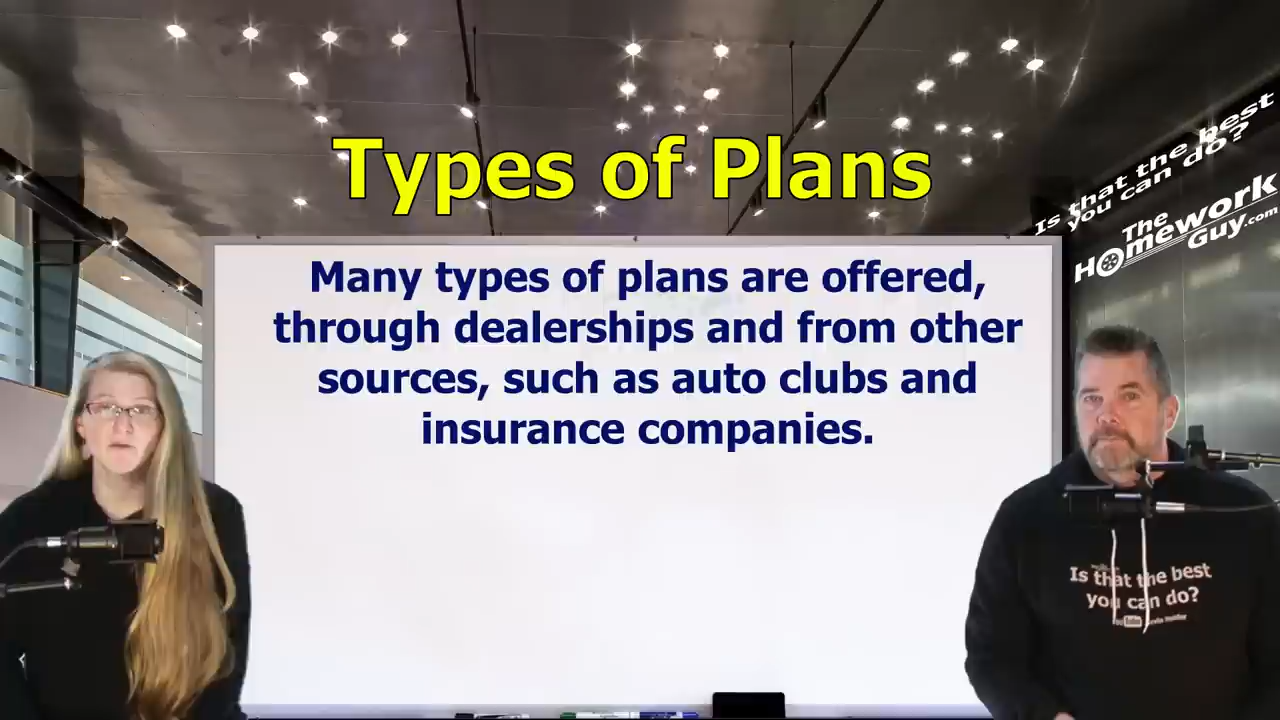 Types of Plans
Many types of plans are offered,
through dealerships and from other
sources, such as auto clubs and
insurance companies.
Is that the best
you can do?
The
Homework
Guy.com
Is that the best
you can do?